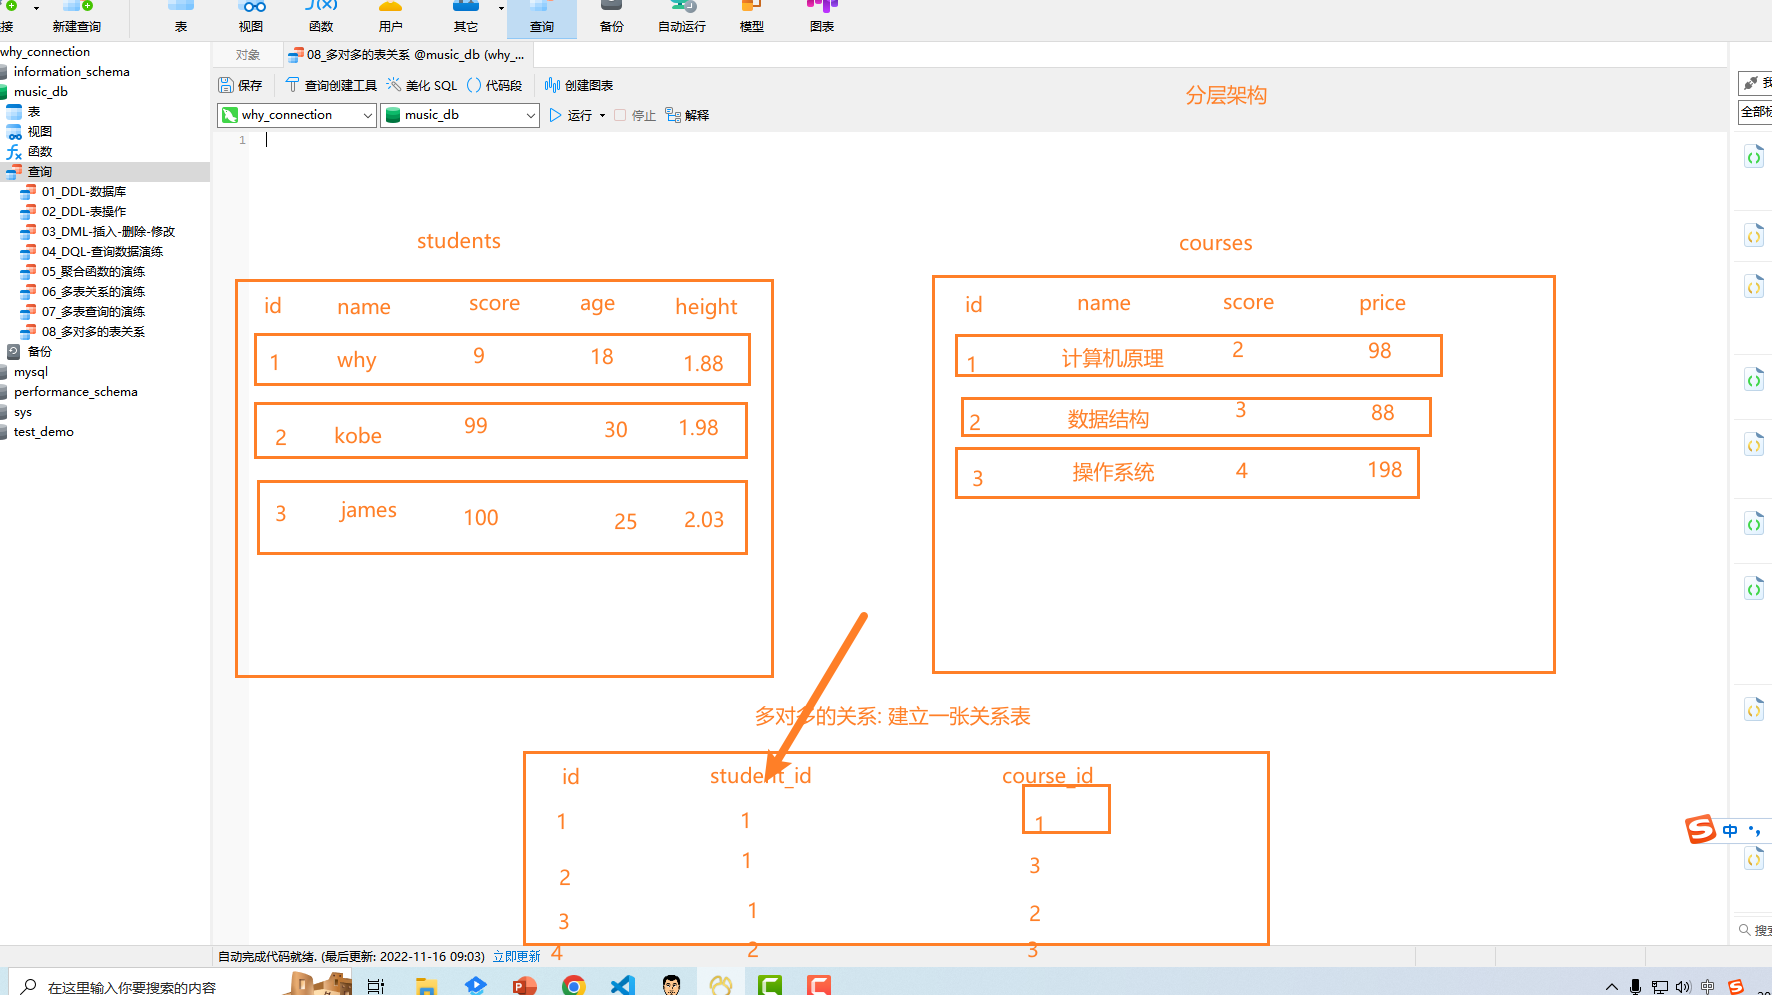 接 新建查询 表 视图 函数 用户 其它 查询 备份 自动运行 模型 图表
why_connection
information_schema
music_db
表
视图
函数
查询
01_DDL-数据库
02_DDL-表操作
03_DML-插入-删除-修改
04_DQL-查询数据演练
05_聚合函数的演练
06_多表关系的演练
07_多表查询的演练
08_多对多的表关系
备份
mysql
performance_schema
sys
test_demo
对象 08_多对多的表关系 @music_db (why_...
保存 查询创建工具 美化 SQL 代码段 创建图表
why_connection music_db 运行 停止 解释
1
分层架构
我
全部标
students
id name score age height
1 why 9 18 1.88
2 kobe 99 30 1.98
3 james 100 25 2.03
courses
id name score price
1 计算机原理 2 98
2 数据结构 3 88
3 操作系统 4 198
多对多的关系: 建立一张关系表
id student_id course_id
1 1 1
2 1 3
3 1 2
4 2 3
中
搜索
自动完成代码就绪. (最后更新: 2022-11-16 09:03) 立即更新
在这里输入你要搜索的内容
中